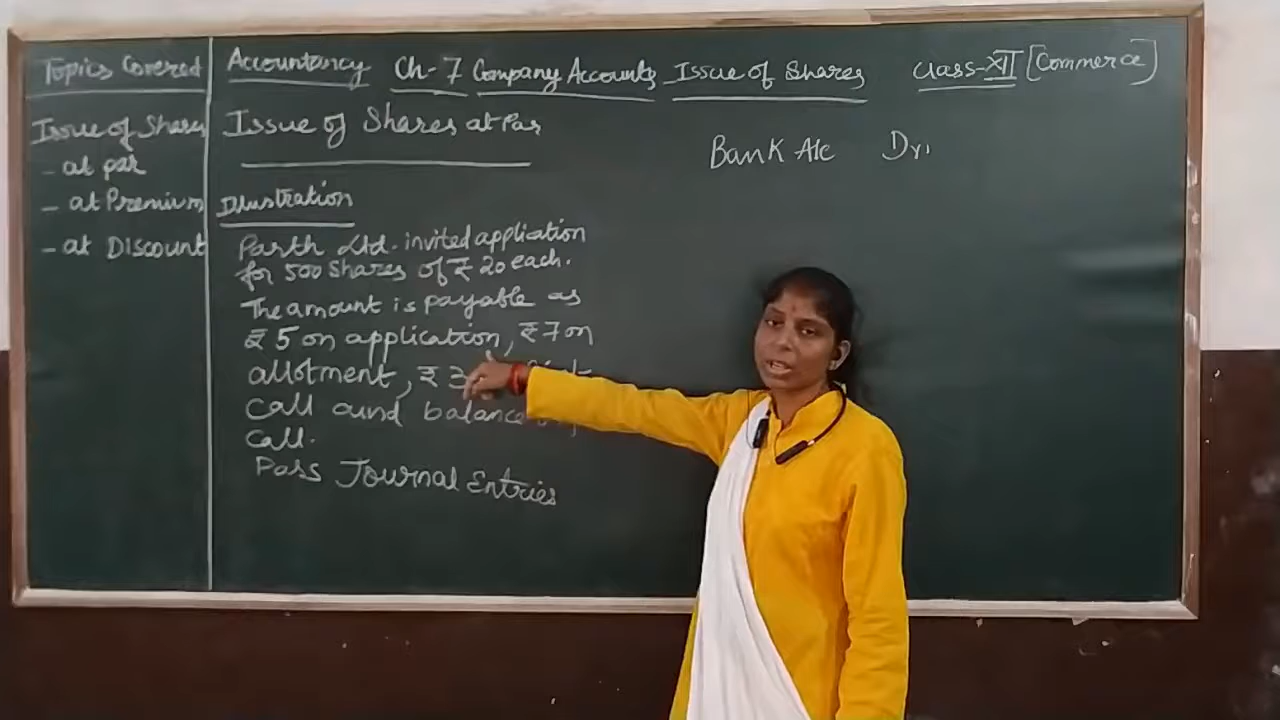 Topics Covered
Issue of Shares
- at par
- at Premium
- at Discount
Accountancy Ch-7 Company Accounts Issue of Shares Class-XII [Commerce]
Issue of Shares at Par
Illustration
Parth Ltd. invited application
for 500 shares of ₹ 20 each.
The amount is payable as
₹ 5 on application, ₹ 7 on
allotment, ₹ 3
call and balance
call.
Pass Journal Entries
Bank A/c Dr.